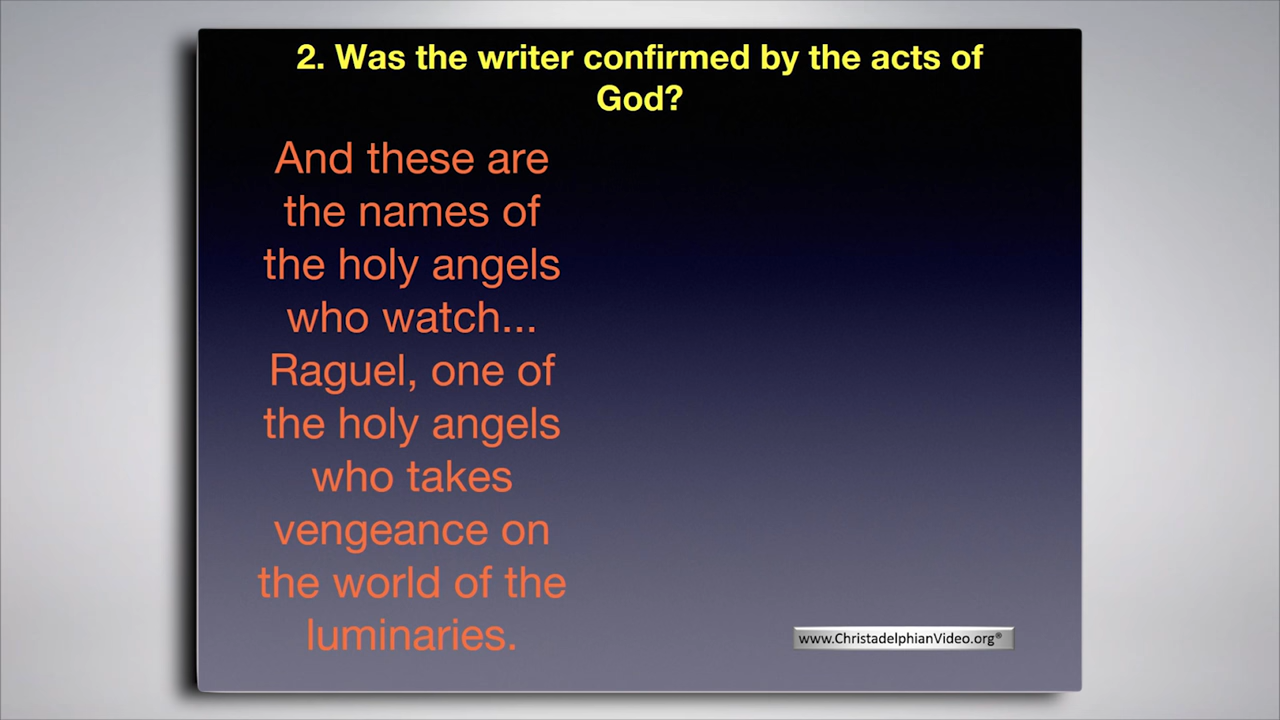 2. Was the writer confirmed by the acts of
God?
And these are
the names of
the holy angels
who watch...
Raguel, one of
the holy angels
who takes
vengeance on
the world of the
luminaries.
www.ChristadelphianVideo.org®